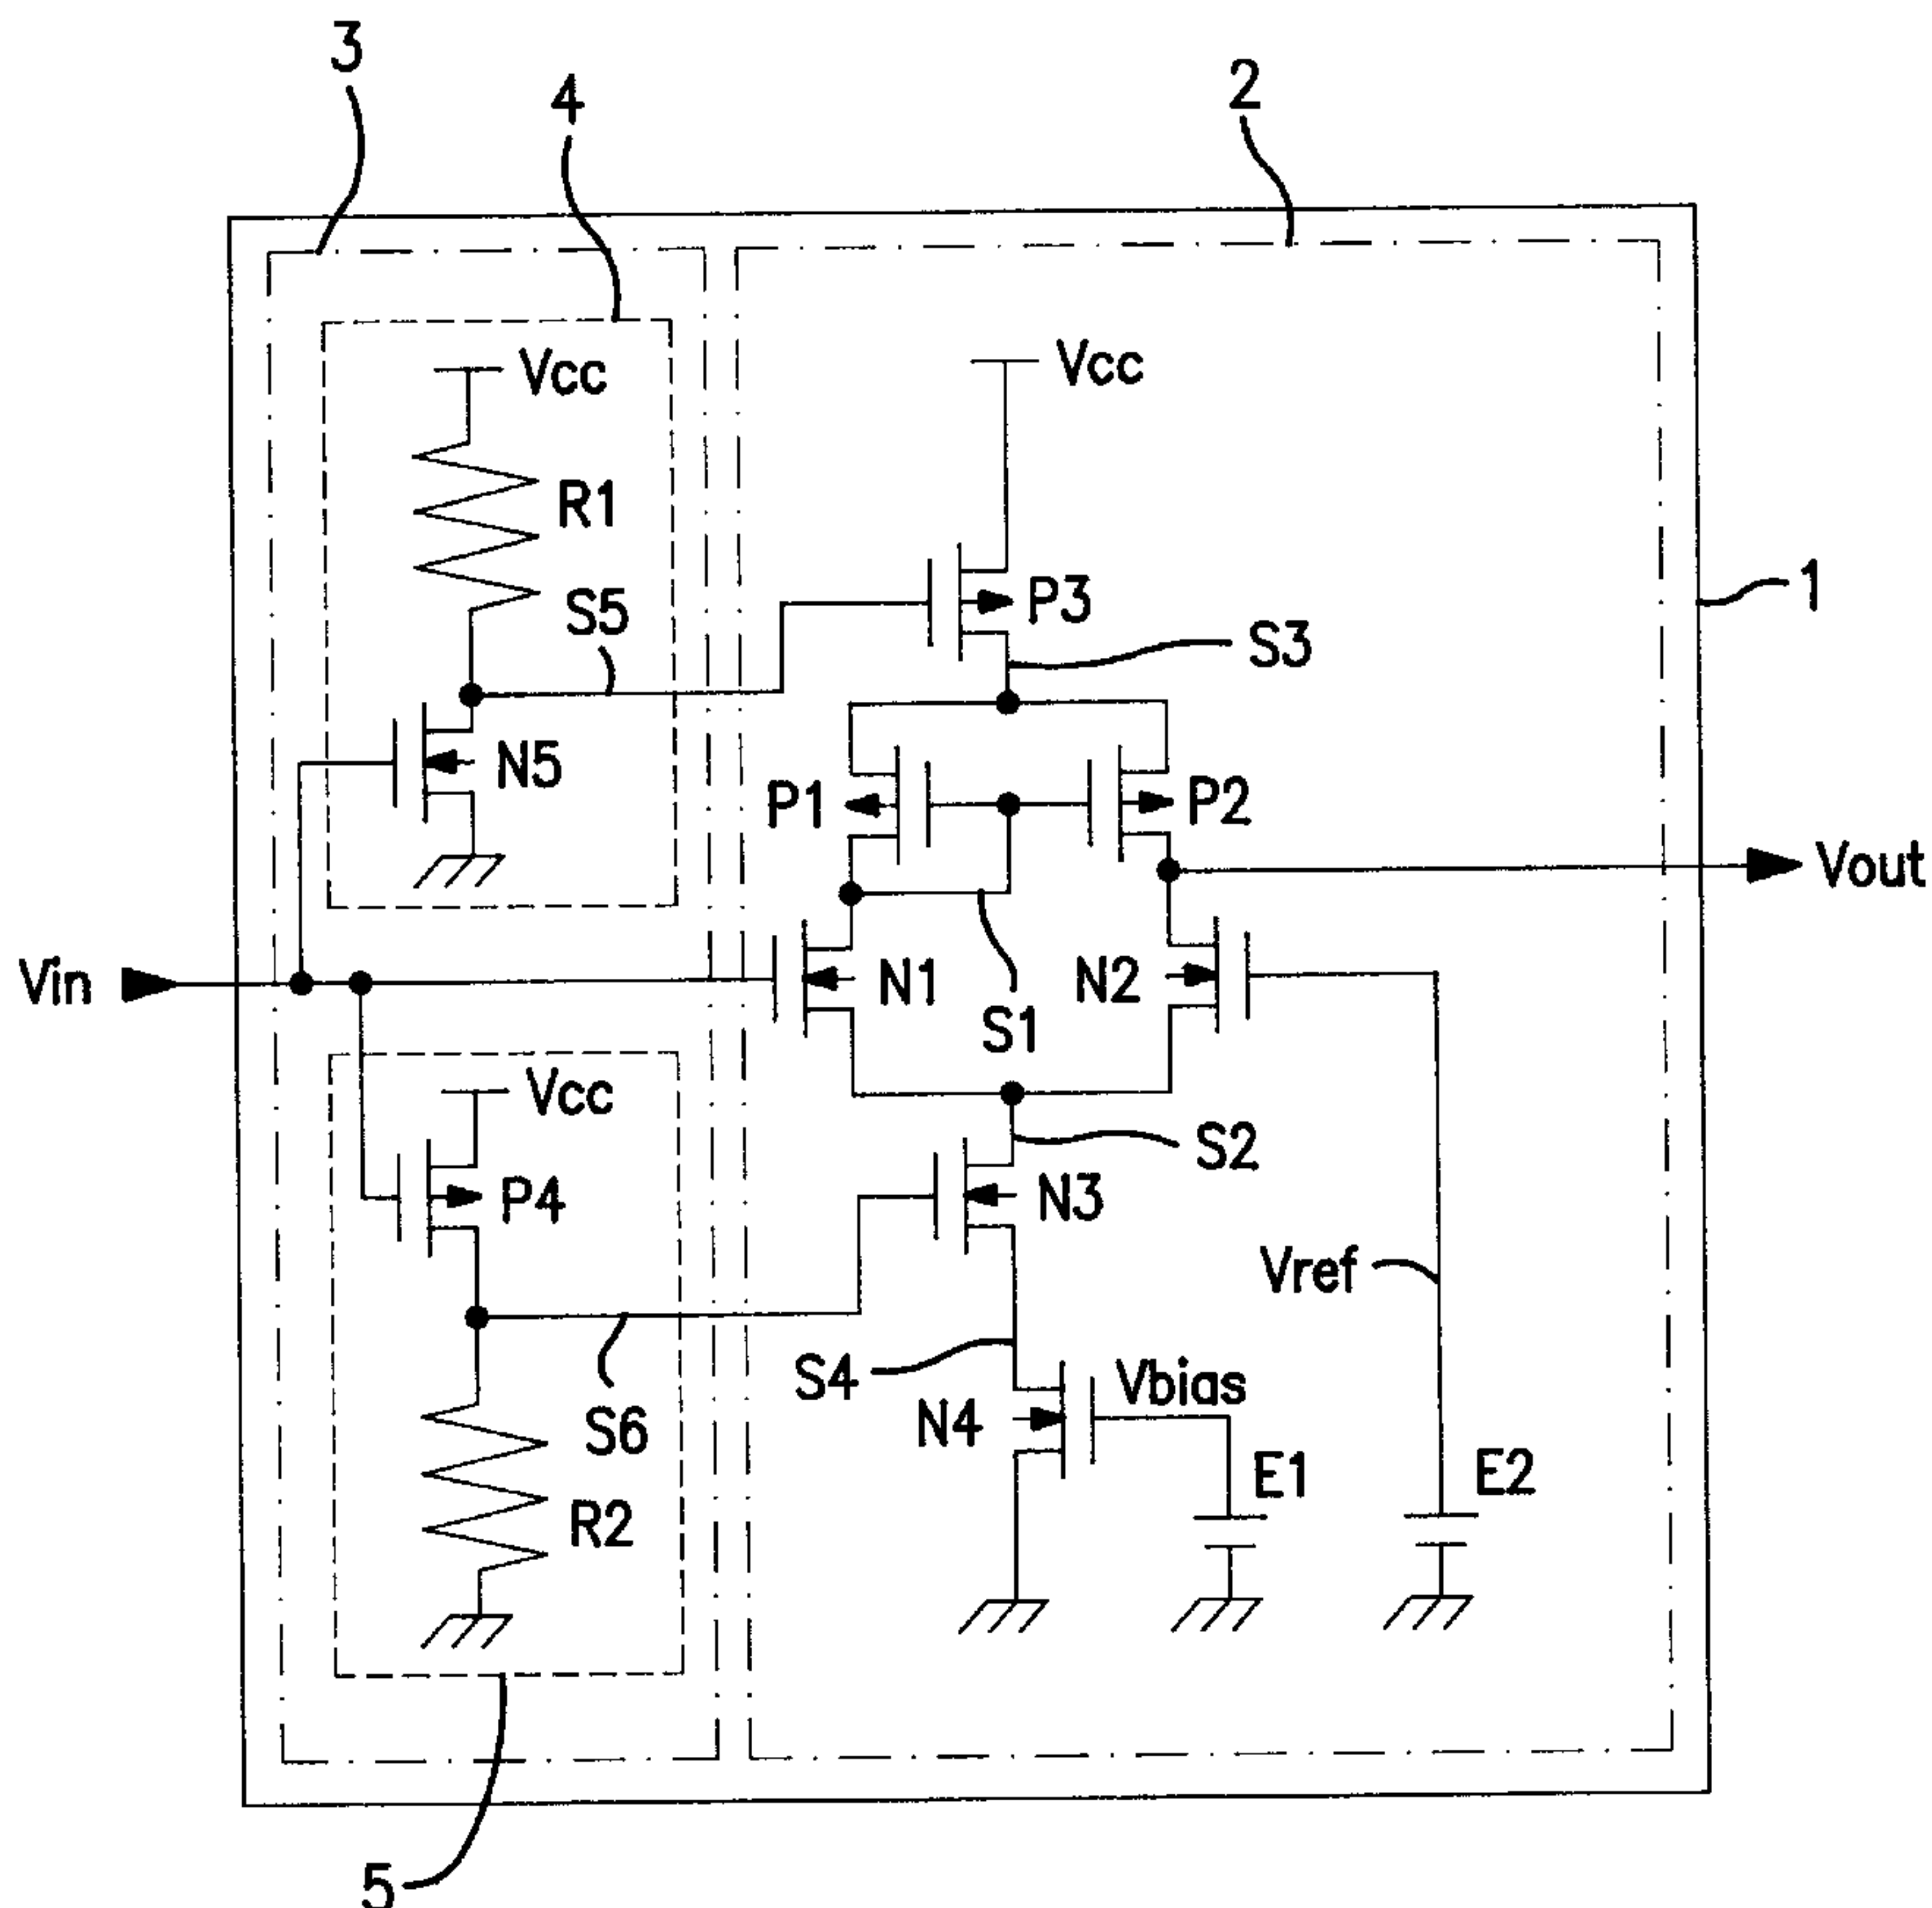 3
4
2
Vcc
Vcc
R1
1
S5
P3
S3
N5
P1
P2
Vout
Vin
N1
N2
S1
Vcc
S2
P4
N3
Vref
S4
Vbias
N4
S6
E1
E2
R2
5